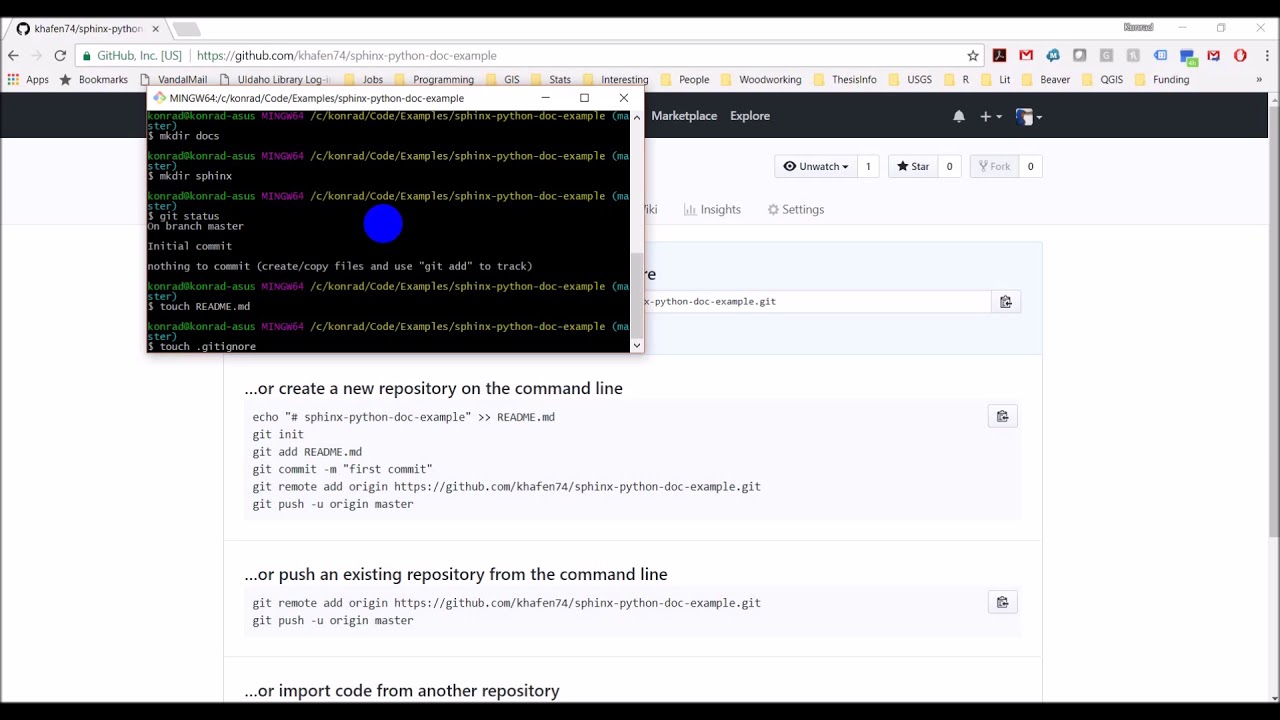 khafen74/sphinx-python
Konrad
GitHub, Inc. [US] https://github.com/khafen74/sphinx-python-doc-example
Apps Bookmarks VandalMail UIdaho Library Log-i Jobs Programming GIS Stats Interesting People Woodworking ThesisInfo USGS R Lit Beaver QGIS Funding »
MINGW64:/c/konrad/Code/Examples/sphinx-python-doc-example
konrad@konrad-asus MINGW64 /c/konrad/Code/Examples/sphinx-python-doc-example (ma
ster)
$ mkdir docs
konrad@konrad-asus MINGW64 /c/konrad/Code/Examples/sphinx-python-doc-example (ma
ster)
$ mkdir sphinx
konrad@konrad-asus MINGW64 /c/konrad/Code/Examples/sphinx-python-doc-example (ma
ster)
$ git status
On branch master
Initial commit
nothing to commit (create/copy files and use "git add" to track)
konrad@konrad-asus MINGW64 /c/konrad/Code/Examples/sphinx-python-doc-example (ma
ster)
$ touch README.md
konrad@konrad-asus MINGW64 /c/konrad/Code/Examples/sphinx-python-doc-example (ma
ster)
$ touch .gitignore
Marketplace Explore
Unwatch 1 Star 0 Fork 0
iki Insights Settings
re
x-python-doc-example.git
...or create a new repository on the command line
echo "# sphinx-python-doc-example" >> README.md
git init
git add README.md
git commit -m "first commit"
git remote add origin https://github.com/khafen74/sphinx-python-doc-example.git
git push -u origin master
...or push an existing repository from the command line
git remote add origin https://github.com/khafen74/sphinx-python-doc-example.git
git push -u origin master
...or import code from another repository